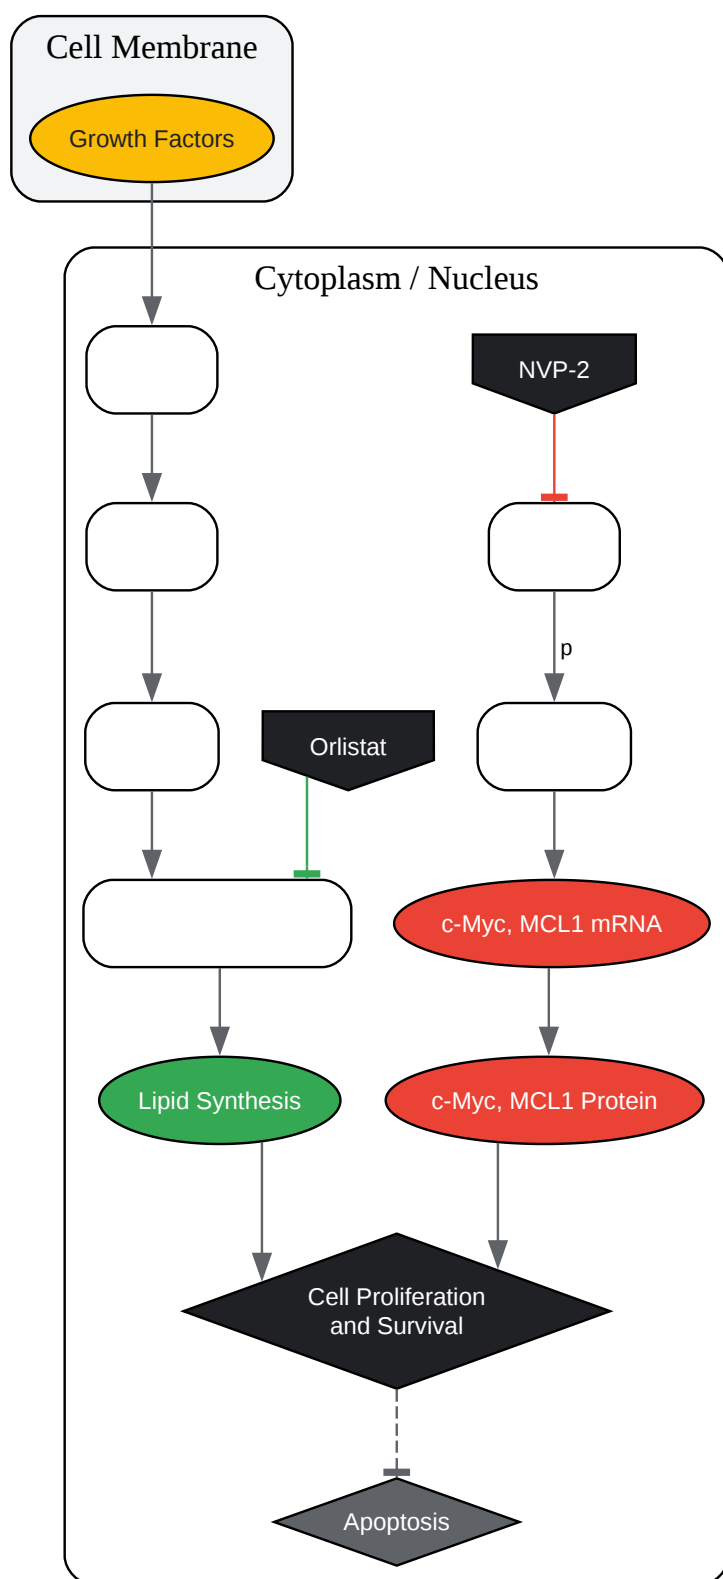 Cell Membrane
Growth Factors
Cytoplasm / Nucleus
NVP-2
p
Orlistat
c-Myc, MCL1 mRNA
Lipid Synthesis
c-Myc, MCL1 Protein
Cell Proliferation
and Survival
Apoptosis